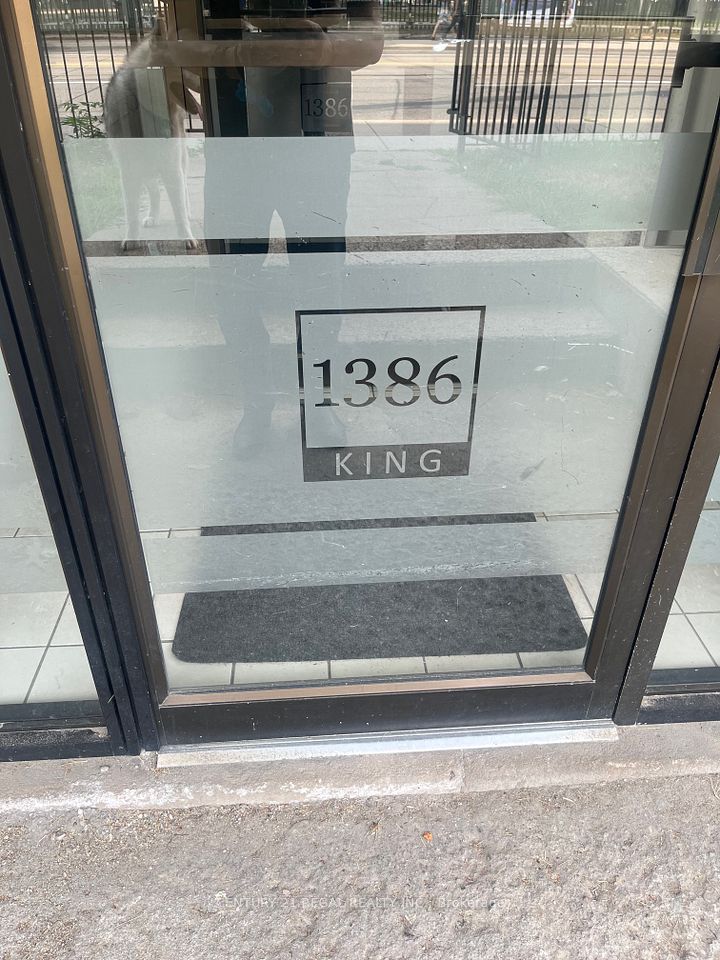 1386
1386
KING
CENTURY 21 REGAL REALTY INC., Brokerage